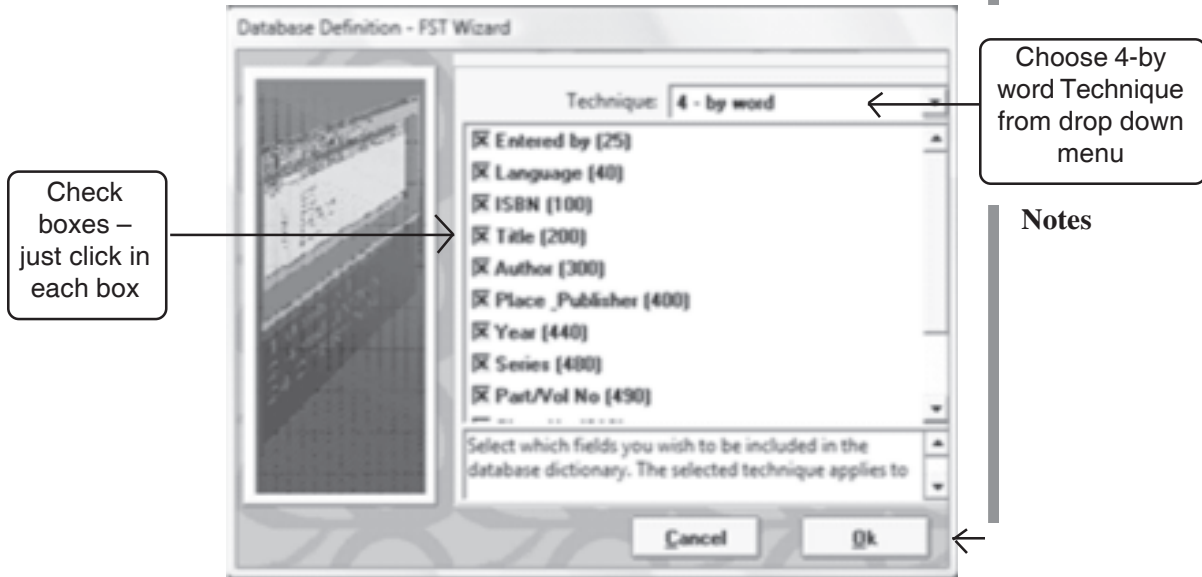 Database Definition - FST Wizard
Technique: 4 - by word
Entered by (25)
Language (40)
ISBN (100)
Title (200)
Author (300)
Place _Publisher (400)
Year (440)
Series (480)
Part/Vol No (490)
Select which fields you wish to be included in the
database dictionary. The selected technique applies to
Cancel
Ok
Check
boxes –
just click in
each box
Choose 4-by
word Technique
from drop down
menu
Notes